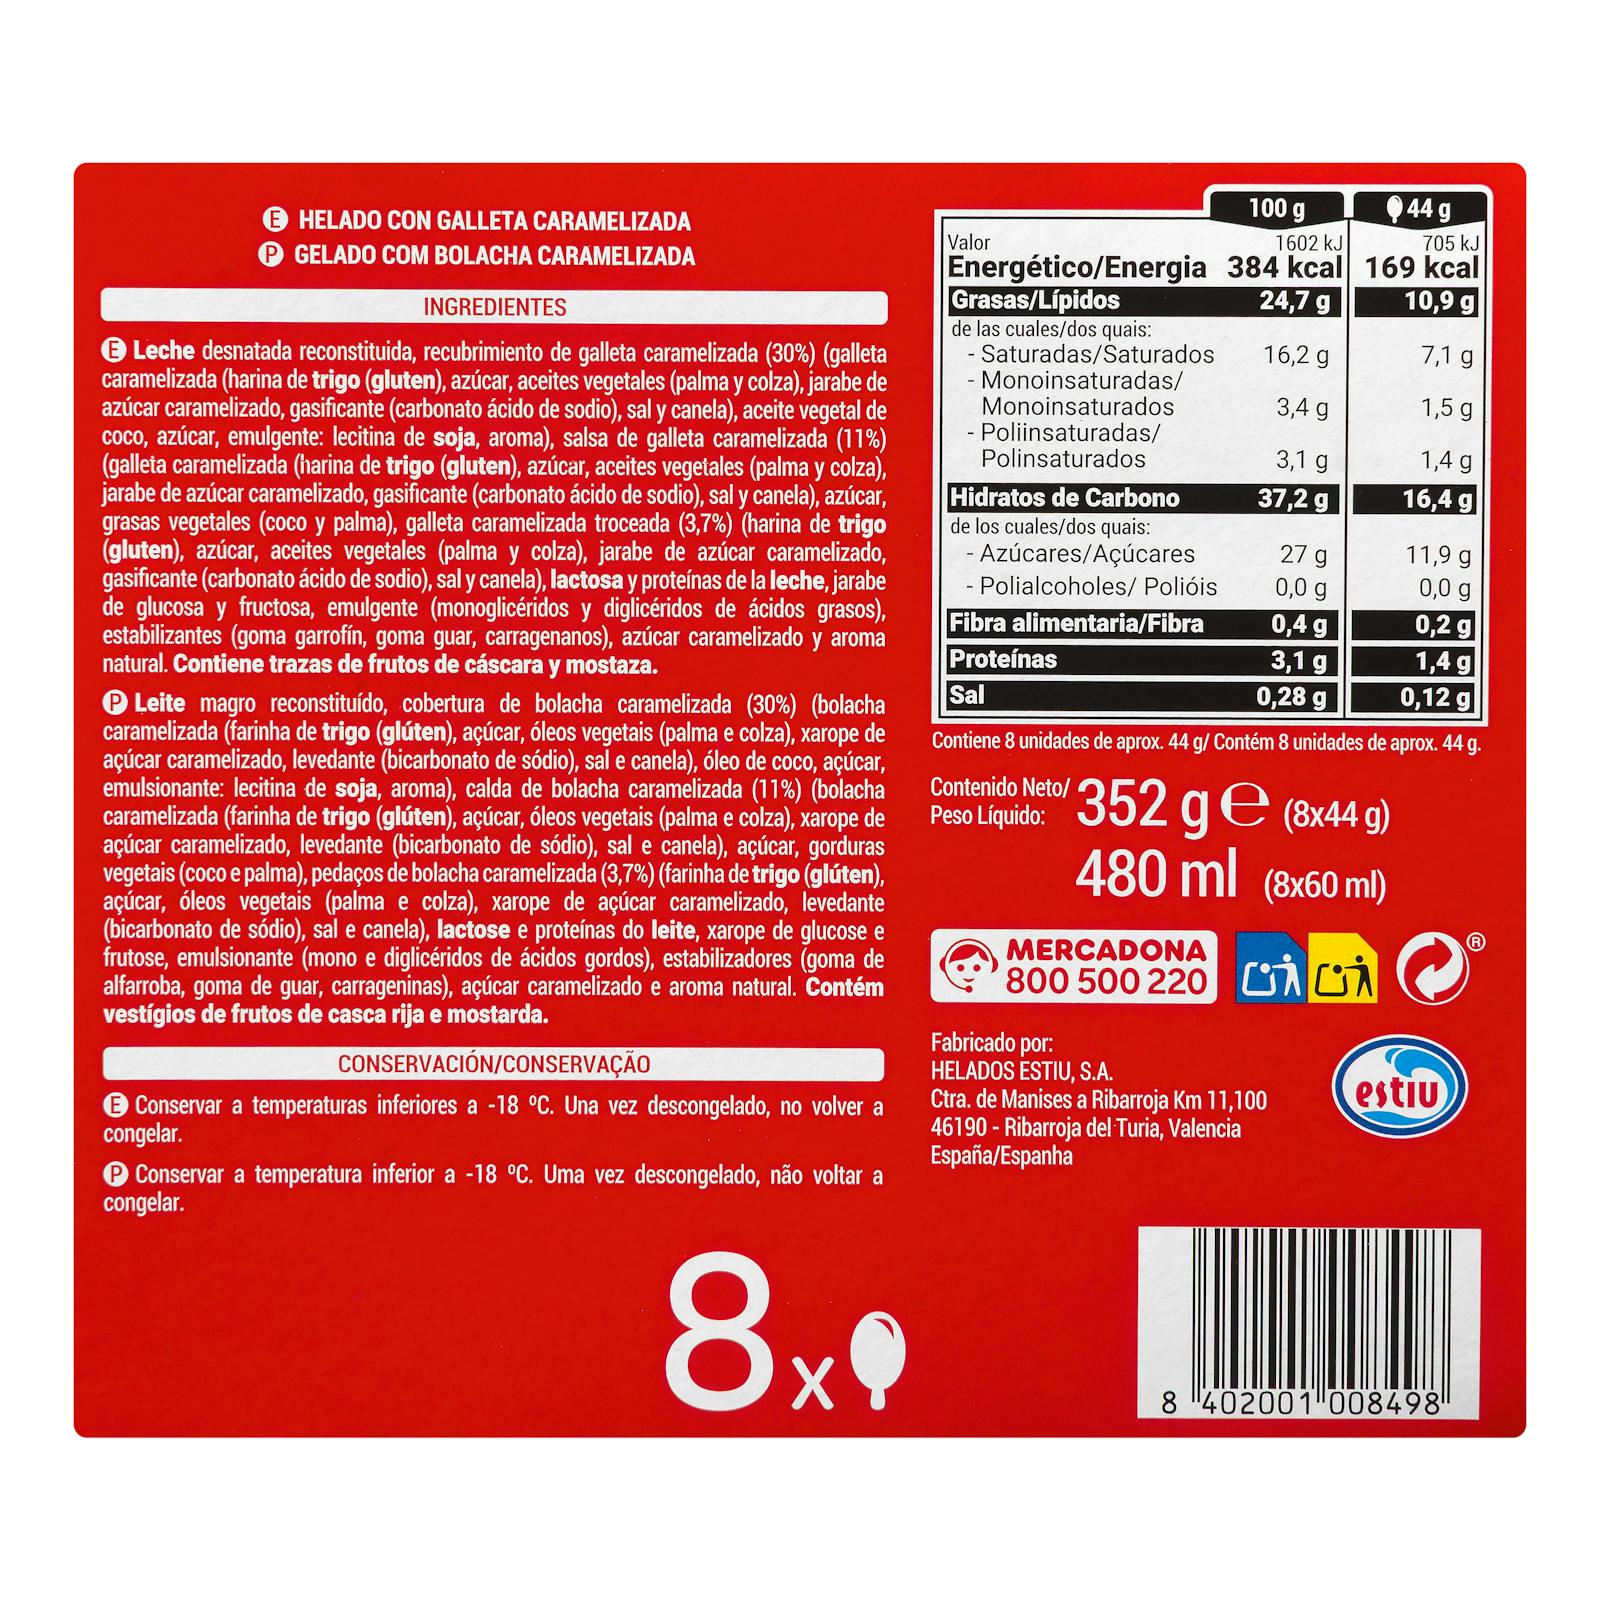 E HELADO CON GALLETA CARAMELIZADA
P GELADO COM BOLACHA CARAMELIZADA
INGREDIENTES
E Leche desnatada reconstituida, recubrimiento de galleta caramelizada (30%) (galleta
caramelizada (harina de trigo (gluten), azúcar, aceites vegetales (palma y colza), jarabe de
azúcar caramelizado, gasificante (carbonato ácido de sodio), sal y canela), aceite vegetal de
coco, azúcar, emulgente: lecitina de soja, aroma), salsa de galleta caramelizada (11%)
(galleta caramelizada (harina de trigo (gluten), azúcar, aceites vegetales (palma y colza),
jarabe de azúcar caramelizado, gasificante (carbonato ácido de sodio), sal y canela), azúcar,
grasas vegetales (coco y palma), galleta caramelizada troceada (3,7%) (harina de trigo
(gluten), azúcar, aceites vegetales (palma y colza), jarabe de azúcar caramelizado,
gasificante (carbonato ácido de sodio), sal y canela), lactosa y proteínas de la leche, jarabe
de glucosa y fructosa, emulgente (monoglicéridos y diglicéridos de ácidos grasos),
estabilizantes (goma garrofín, goma guar, carragenanos), azúcar caramelizado y aroma
natural. Contiene trazas de frutos de cáscara y mostaza.
P Leite magro reconstituído, cobertura de bolacha caramelizada (30%) (bolacha
caramelizada (farinha de trigo (glúten), açúcar, óleos vegetais (palma e colza), xarope de
açúcar caramelizado, levedante (bicarbonato de sódio), sal e canela), óleo de coco, açúcar,
emulsionante: lecitina de soja, aroma), calda de bolacha caramelizada (11%) (bolacha
caramelizada (farinha de trigo (glúten), açúcar, óleos vegetais (palma e colza), xarope de
açúcar caramelizado, levedante (bicarbonato de sódio), sal e canela), açúcar, gorduras
vegetais (coco e palma), pedaços de bolacha caramelizada (3,7%) (farinha de trigo (glúten),
açúcar, óleos vegetais (palma e colza), xarope de açúcar caramelizado, levedante
(bicarbonato de sódio), sal e canela), lactose e proteínas do leite, xarope de glucose e
frutose, emulsionante (mono e diglicéridos de ácidos gordos), estabilizadores (goma de
alfarroba, goma de guar, carrageninas), açúcar caramelizado e aroma natural. Contém
vestígios de frutos de casca rija e mostarda.
CONSERVACIÓN/CONSERVAÇÃO
E Conservar a temperaturas inferiores a -18 ºC. Una vez descongelado, no volver a
congelar.
P Conservar a temperatura inferior a -18 ºC. Uma vez descongelado, não voltar a
congelar.
8x
100 g 44 g
Valor 1602 kJ 705 kJ
Energético/Energia 384 kcal 169 kcal
Grasas/Lípidos 24,7 g 10,9 g
de las cuales/dos quais:
- Saturadas/Saturados 16,2 g 7,1 g
- Monoinsaturadas/
Monoinsaturados 3,4 g 1,5 g
- Poliinsaturadas/
Polinsaturados 3,1 g 1,4 g
Hidratos de Carbono 37,2 g 16,4 g
de los cuales/dos quais:
- Azúcares/Açúcares 27 g 11,9 g
- Polialcoholes/ Polióis 0,0 g 0,0 g
Fibra alimentaria/Fibra 0,4 g 0,2 g
Proteínas 3,1 g 1,4 g
Sal 0,28 g 0,12 g
Contiene 8 unidades de aprox. 44 g/ Contém 8 unidades de aprox. 44 g.
Contenido Neto/
Peso Líquido: 352 g e (8x44 g)
480 ml (8x60 ml)
MERCADONA
800 500 220
®
Fabricado por:
HELADOS ESTIU, S.A.
Ctra. de Manises a Ribarroja Km 11,100
46190 - Ribarroja del Turia, Valencia
España/Espanha
estiu
8 402001 008498